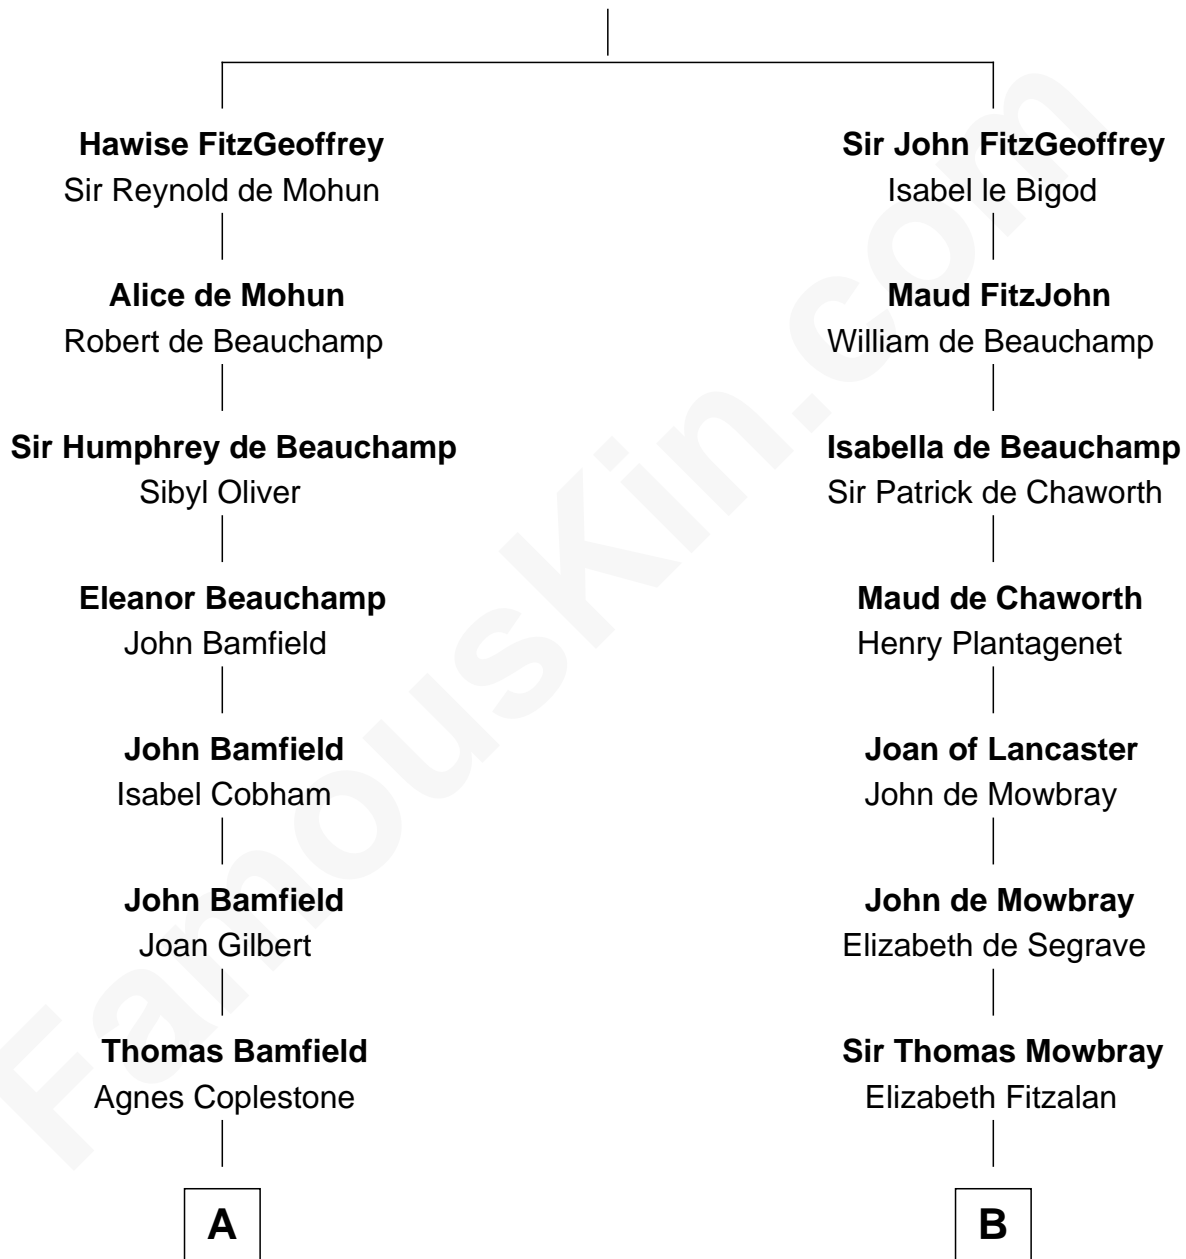 Hawise FitzGeoffrey
Sir Reynold de Mohun
Sir John FitzGeoffrey
Isabel le Bigod
Alice de Mohun
Robert de Beauchamp
Maud FitzJohn
William de Beauchamp
Sir Humphrey de Beauchamp
Sibyl Oliver
Isabella de Beauchamp
Sir Patrick de Chaworth
Eleanor Beauchamp
John Bamfield
Maud de Chaworth
Henry Plantagenet
John Bamfield
Isabel Cobham
Joan of Lancaster
John de Mowbray
John Bamfield
Joan Gilbert
John de Mowbray
Elizabeth de Segrave
Thomas Bamfield
Agnes Coplestone
Sir Thomas Mowbray
Elizabeth Fitzalan
A
B
FamousKin.com